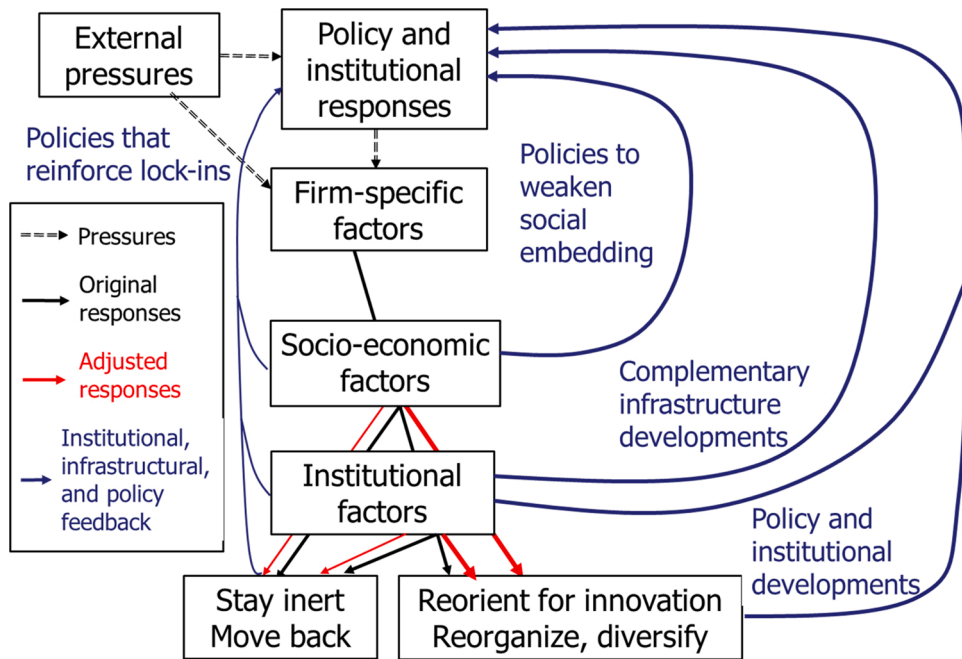 External
pressures
Policy and
institutional
responses
Policies that
reinforce lock-ins
Policies to
weaken
social
embedding
Firm-specific
factors
Pressures
Original
responses
Adjusted
responses
Institutional,
infrastructural,
and policy
feedback
Socio-economic
factors
Complementary
infrastructure
developments
Institutional
factors
Policy and
institutional
developments
Stay inert
Move back
Reorient for innovation
Reorganize, diversify